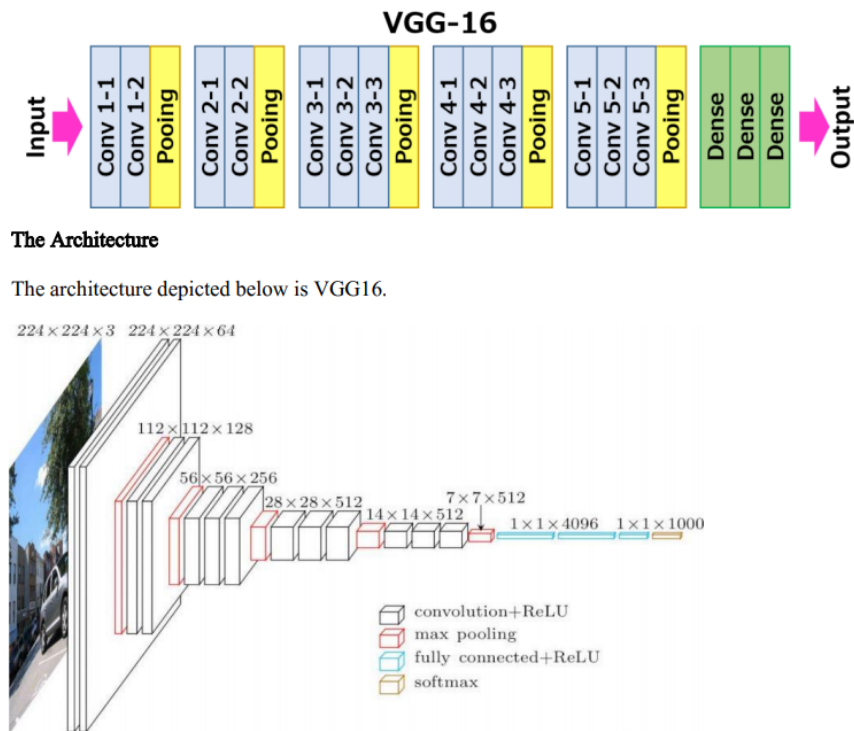 VGG-16
Input
Conv 1-1
Conv 1-2
Pooing
Conv 2-1
Conv 2-2
Pooing
Conv 3-1
Conv 3-2
Conv 3-3
Pooing
Conv 4-1
Conv 4-2
Conv 4-3
Pooing
Conv 5-1
Conv 5-2
Conv 5-3
Pooing
Dense
Dense
Dense
Output
The Architecture
The architecture depicted below is VGG16.
224 × 224 × 3
224 × 224 × 64
112 × 112 × 128
56 × 56 × 256
28 × 28 × 512
14 × 14 × 512
7 × 7 × 512
1 × 1 × 4096
1 × 1 × 1000
convolution+ReLU
max pooling
fully connected+ReLU
softmax